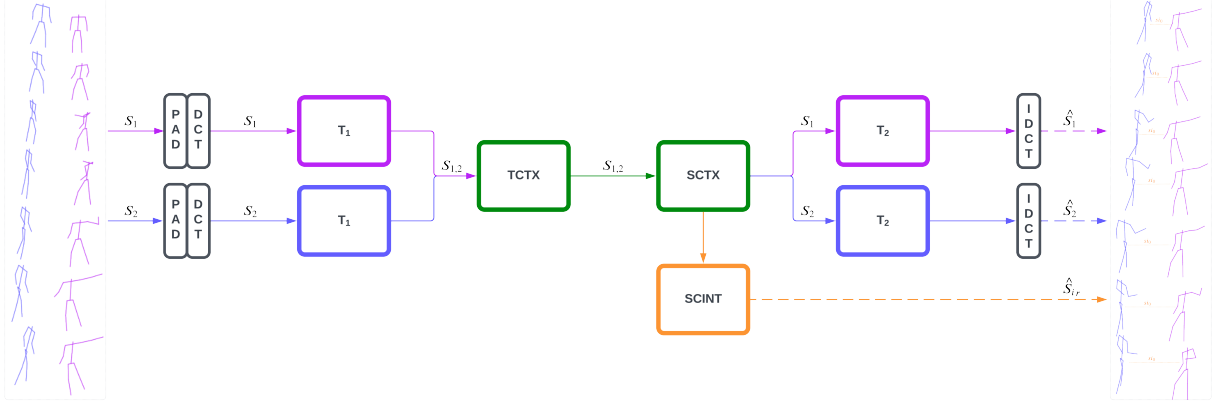 S1
PAD
DCT
S1
T1
S1,2
TCTX
S1,2
SCTX
S1
T2
IDCT
Ŝ1
S2
PAD
DCT
S2
T1
S2
T2
IDCT
Ŝ2
SCINT
Ŝir